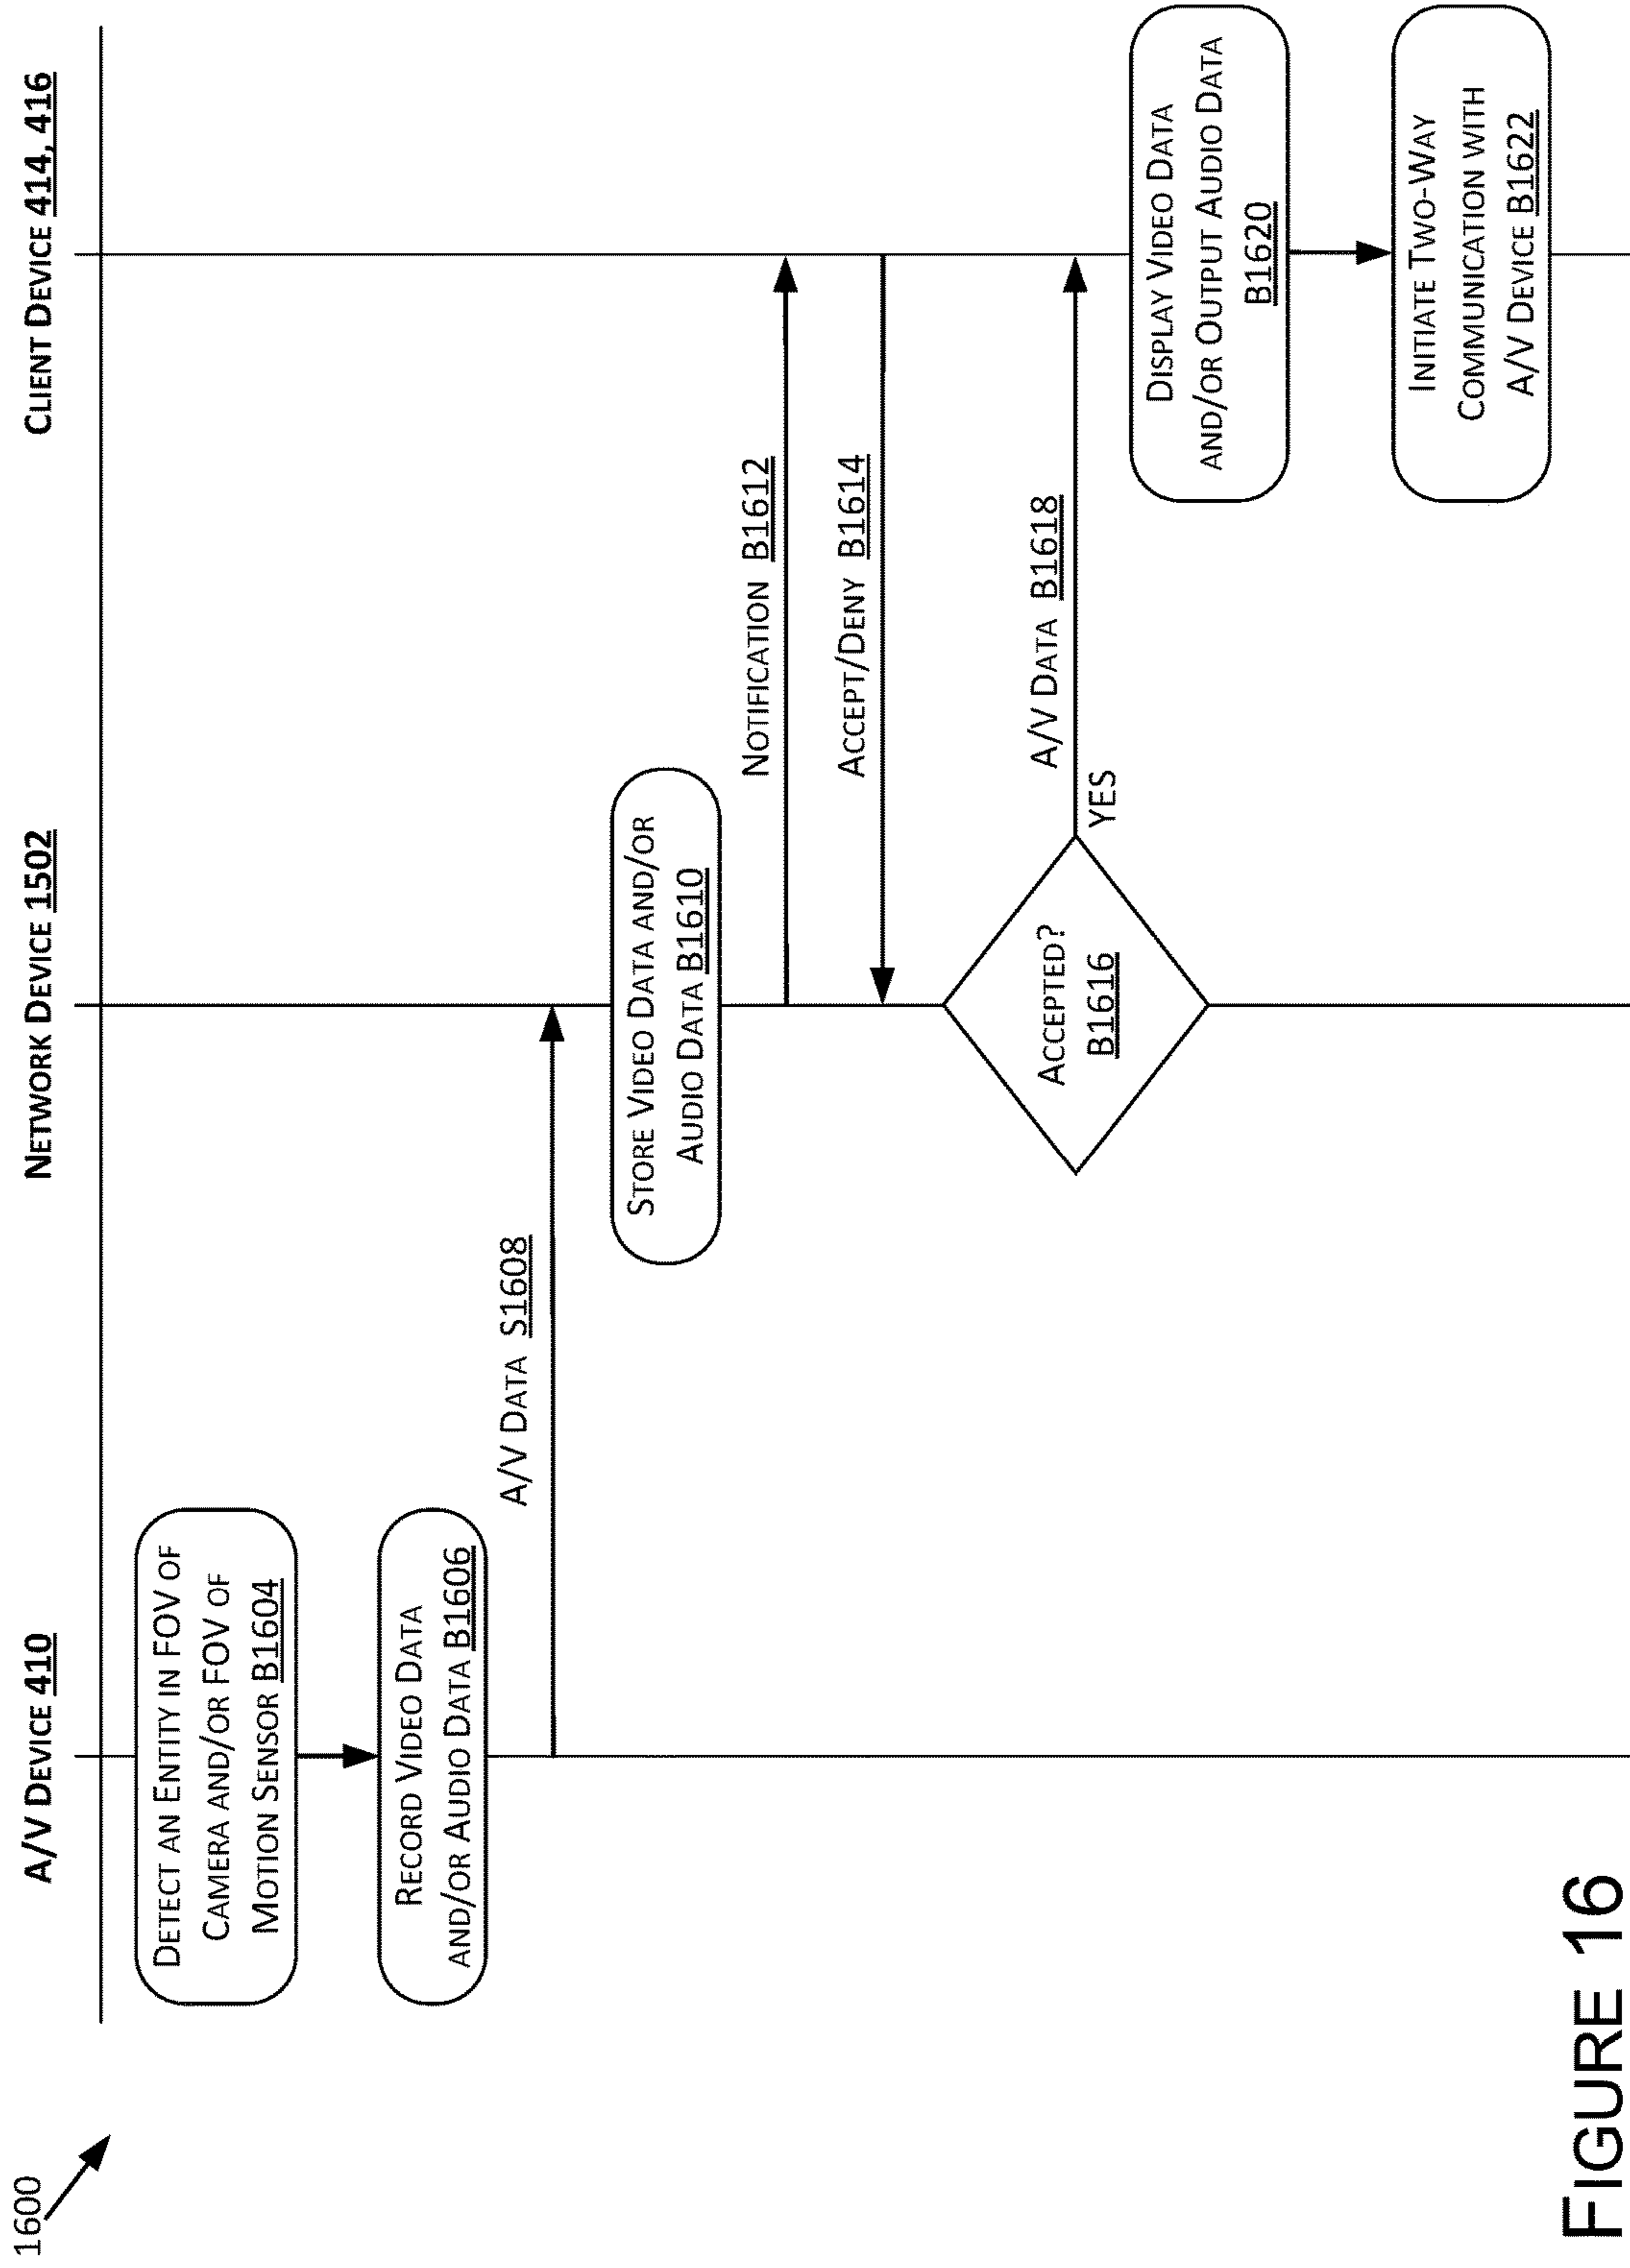 1600
A/V DEVICE 410
NETWORK DEVICE 1502
CLIENT DEVICE 414, 416
DETECT AN ENTITY IN FOV OF
CAMERA AND/OR FOV OF
MOTION SENSOR B1604
RECORD VIDEO DATA
AND/OR AUDIO DATA B1606
A/V DATA S1608
STORE VIDEO DATA AND/OR
AUDIO DATA B1610
NOTIFICATION B1612
ACCEPT/DENY B1614
ACCEPTED?
B1616
YES
A/V DATA B1618
DISPLAY VIDEO DATA
AND/OR OUTPUT AUDIO DATA
B1620
INITIATE TWO-WAY
COMMUNICATION WITH
A/V DEVICE B1622
FIGURE 16